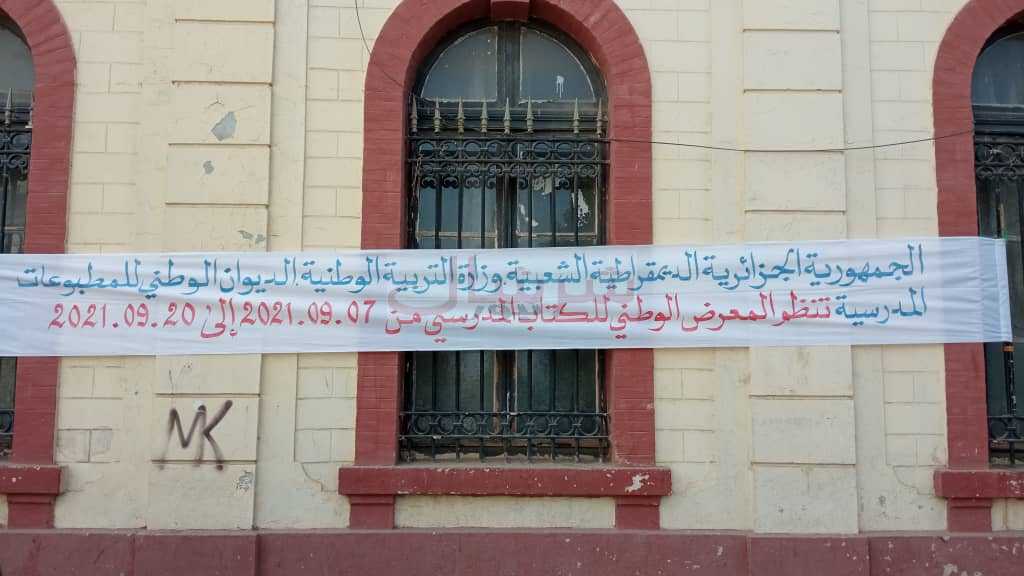 الجمهورية الجزائرية الديمقراطية الشعبية وزارة التربية الوطنية الديوان الوطني للمطبوعات
المدرسية تنظم المعرض الوطني للكتاب المدرسي من 2021.09.07 إلى 2021.09.20
MK